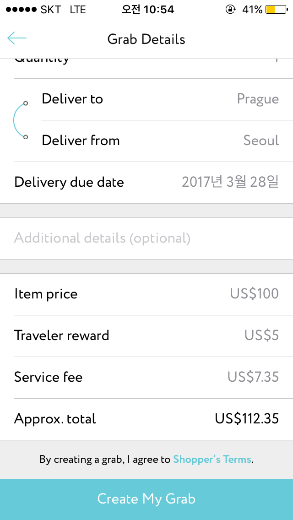 SKT LTE 오전 10:54 41%
Grab Details
Quantity 1
Deliver to Prague
Deliver from Seoul
Delivery due date 2017년 3월 28일
Additional details (optional)
Item price US$100
Traveler reward US$5
Service fee US$7.35
Approx. total US$112.35
By creating a grab, I agree to Shopper's Terms.
Create My Grab